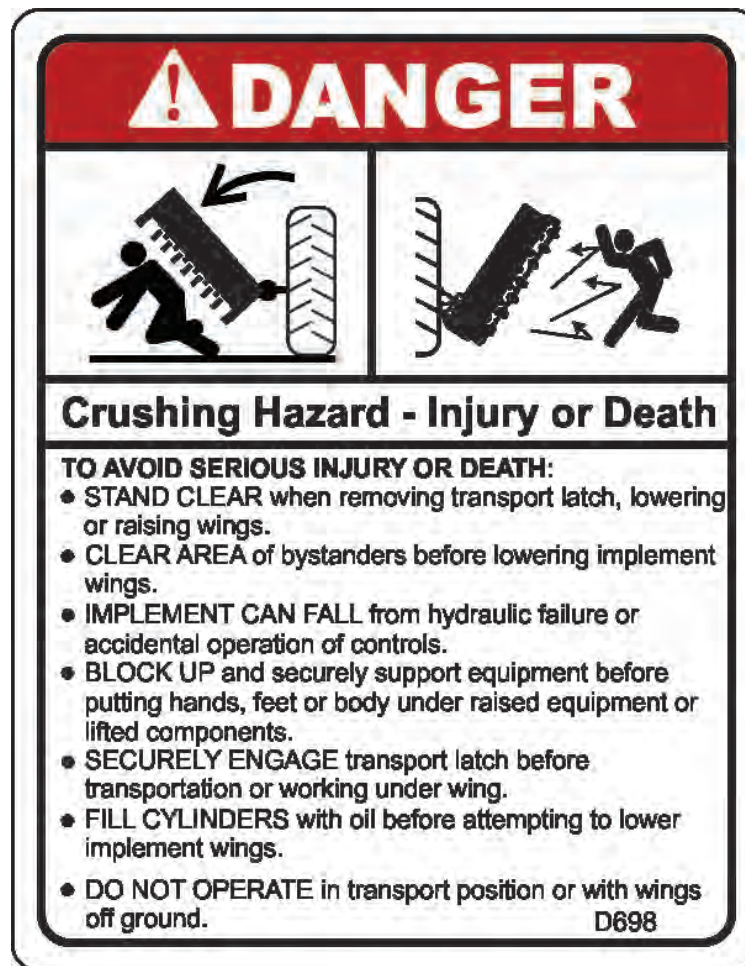 DANGER
Crushing Hazard - Injury or Death
TO AVOID SERIOUS INJURY OR DEATH:
• STAND CLEAR when removing transport latch, lowering
or raising wings.
• CLEAR AREA of bystanders before lowering implement
wings.
• IMPLEMENT CAN FALL from hydraulic failure or
accidental operation of controls.
• BLOCK UP and securely support equipment before
putting hands, feet or body under raised equipment or
lifted components.
• SECURELY ENGAGE transport latch before
transportation or working under wing.
• FILL CYLINDERS with oil before attempting to lower
implement wings.
• DO NOT OPERATE in transport position or with wings
off ground.
D698